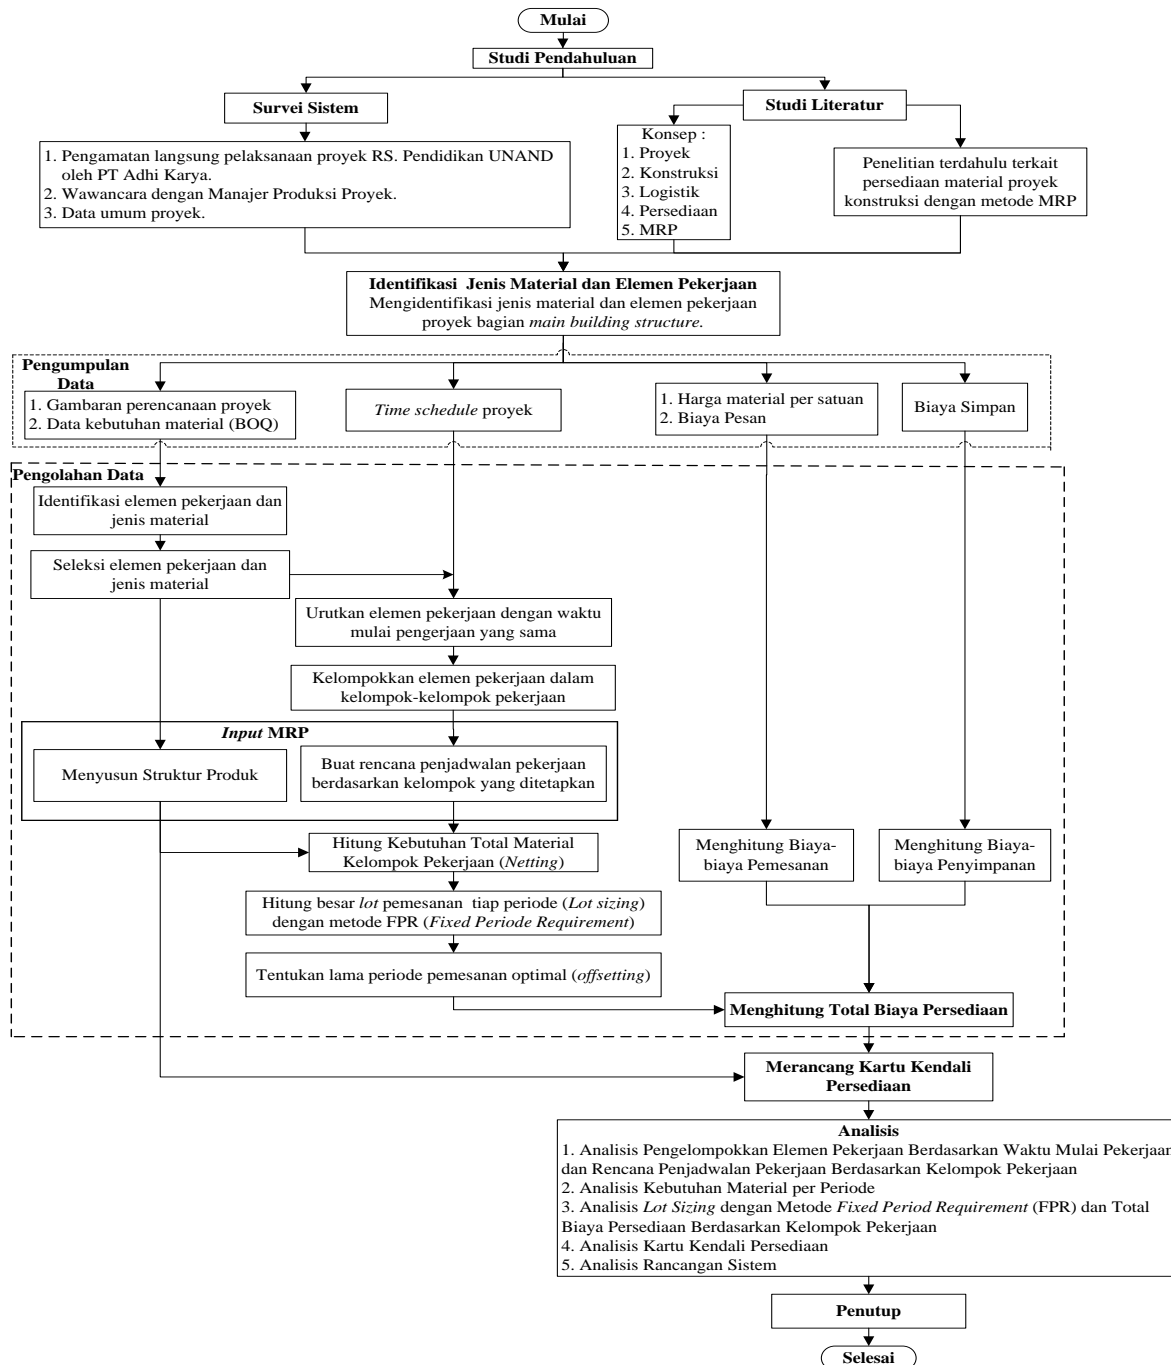 Mulai
Studi Pendahuluan
Survei Sistem
Studi Literatur
1. Pengamatan langsung pelaksanaan proyek RS. Pendidikan UNAND
oleh PT Adhi Karya.
2. Wawancara dengan Manajer Produksi Proyek.
3. Data umum proyek.
Konsep :
1. Proyek
2. Konstruksi
3. Logistik
4. Persediaan
5. MRP
Penelitian terdahulu terkait
persediaan material proyek
konstruksi dengan metode MRP
Identifikasi Jenis Material dan Elemen Pekerjaan
Mengidentifikasi jenis material dan elemen pekerjaan
proyek bagian main building structure.
Pengumpulan
Data
1. Gambaran perencanaan proyek
2. Data kebutuhan material (BOQ)
Time schedule proyek
1. Harga material per satuan
2. Biaya Pesan
Biaya Simpan
Pengolahan Data
Identifikasi elemen pekerjaan dan
jenis material
Seleksi elemen pekerjaan dan
jenis material
Urutkan elemen pekerjaan dengan waktu
mulai pengerjaan yang sama
Kelompokkan elemen pekerjaan dalam
kelompok-kelompok pekerjaan
Input MRP
Menyusun Struktur Produk
Buat rencana penjadwalan pekerjaan
berdasarkan kelompok yang ditetapkan
Hitung Kebutuhan Total Material
Kelompok Pekerjaan (Netting)
Menghitung Biaya-
biaya Pemesanan
Menghitung Biaya-
biaya Penyimpanan
Hitung besar lot pemesanan tiap periode (Lot sizing)
dengan metode FPR (Fixed Periode Requirement)
Tentukan lama periode pemesanan optimal (offsetting)
Menghitung Total Biaya Persediaan
Merancang Kartu Kendali
Persediaan
Analisis
1. Analisis Pengelompokkan Elemen Pekerjaan Berdasarkan Waktu Mulai Pekerjaan
dan Rencana Penjadwalan Pekerjaan Berdasarkan Kelompok Pekerjaan
2. Analisis Kebutuhan Material per Periode
3. Analisis Lot Sizing dengan Metode Fixed Period Requirement (FPR) dan Total
Biaya Persediaan Berdasarkan Kelompok Pekerjaan
4. Analisis Kartu Kendali Persediaan
5. Analisis Rancangan Sistem
Penutup
Selesai